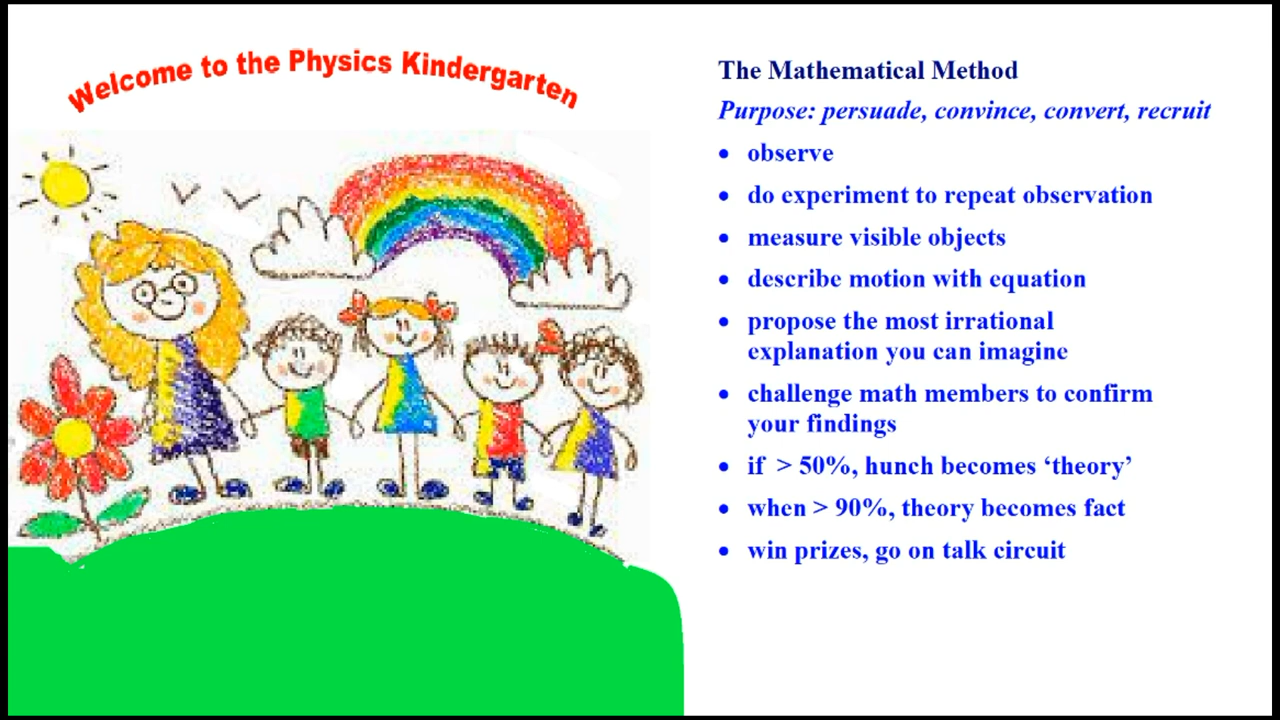 Welcome to the Physics Kindergarten
The Mathematical Method
Purpose: persuade, convince, convert, recruit
• observe
• do experiment to repeat observation
• measure visible objects
• describe motion with equation
• propose the most irrational
explanation you can imagine
• challenge math members to confirm
your findings
• if > 50%, hunch becomes ‘theory’
• when > 90%, theory becomes fact
• win prizes, go on talk circuit